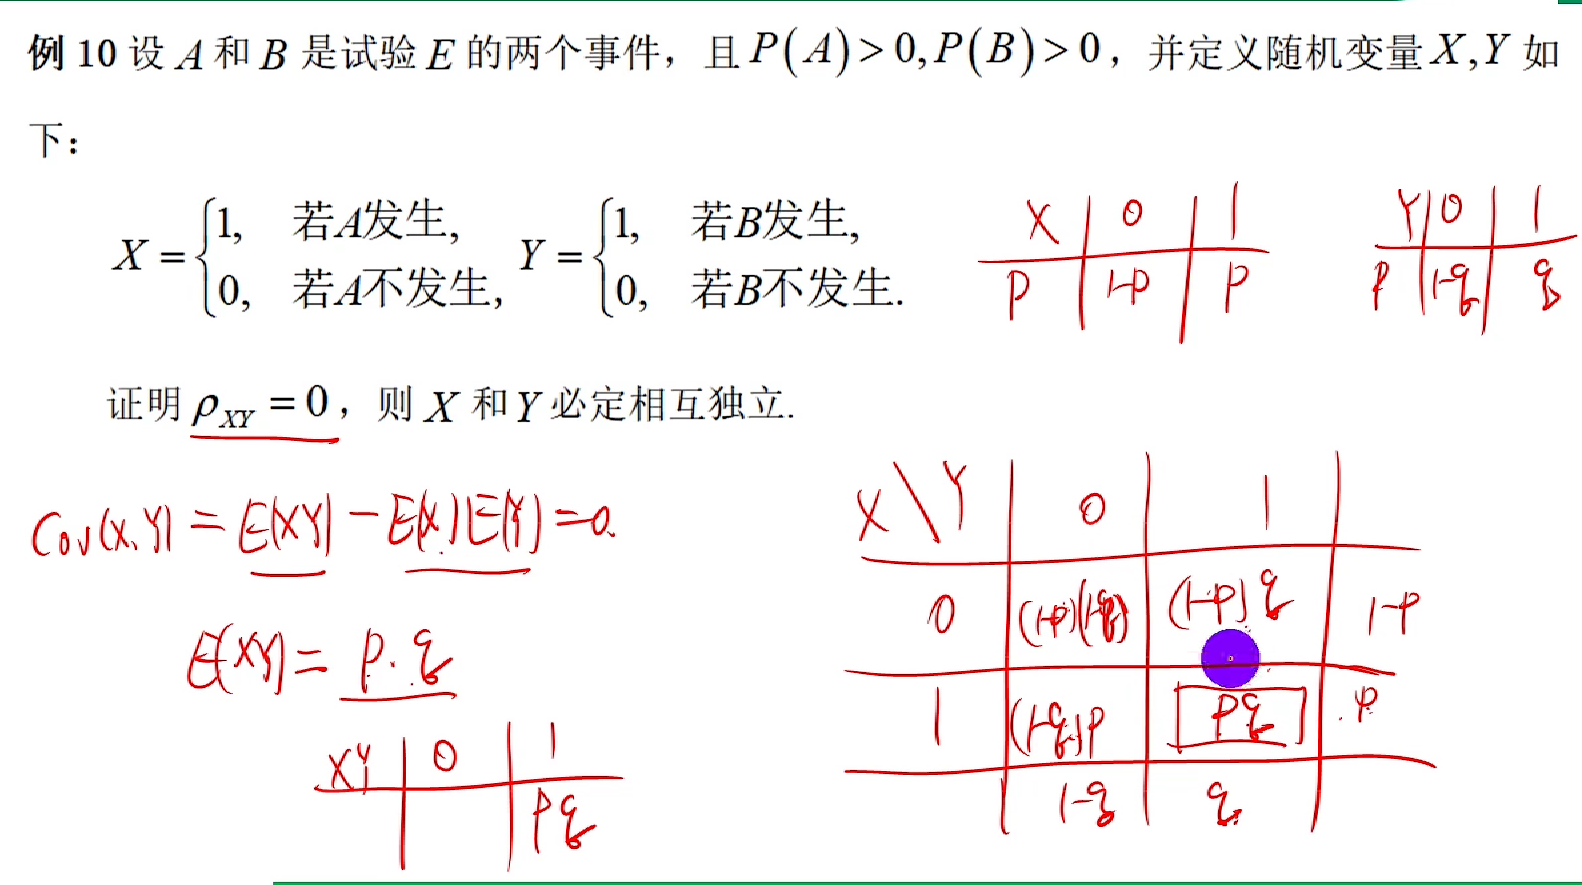 例 10 设 A 和 B 是试验 E 的两个事件，且 P(A)>0,P(B)>0，并定义随机变量 X,Y 如
下：
X = {1, 若A发生, Y = {1, 若B发生,
0, 若A不发生, 0, 若B不发生.
X 0 1
P 1-p p
Y 0 1
P 1-q q
证明 ρ_XY = 0，则 X 和 Y 必定相互独立.
Cov(X,Y) = E(XY) - E(X)E(Y) = 0
E(XY) = p.q
XY 0 1
pq
X\Y 0 1
0 (1-p)(1-q) (1-p)q 1-p
1 (1-q)p pq p
1-q q